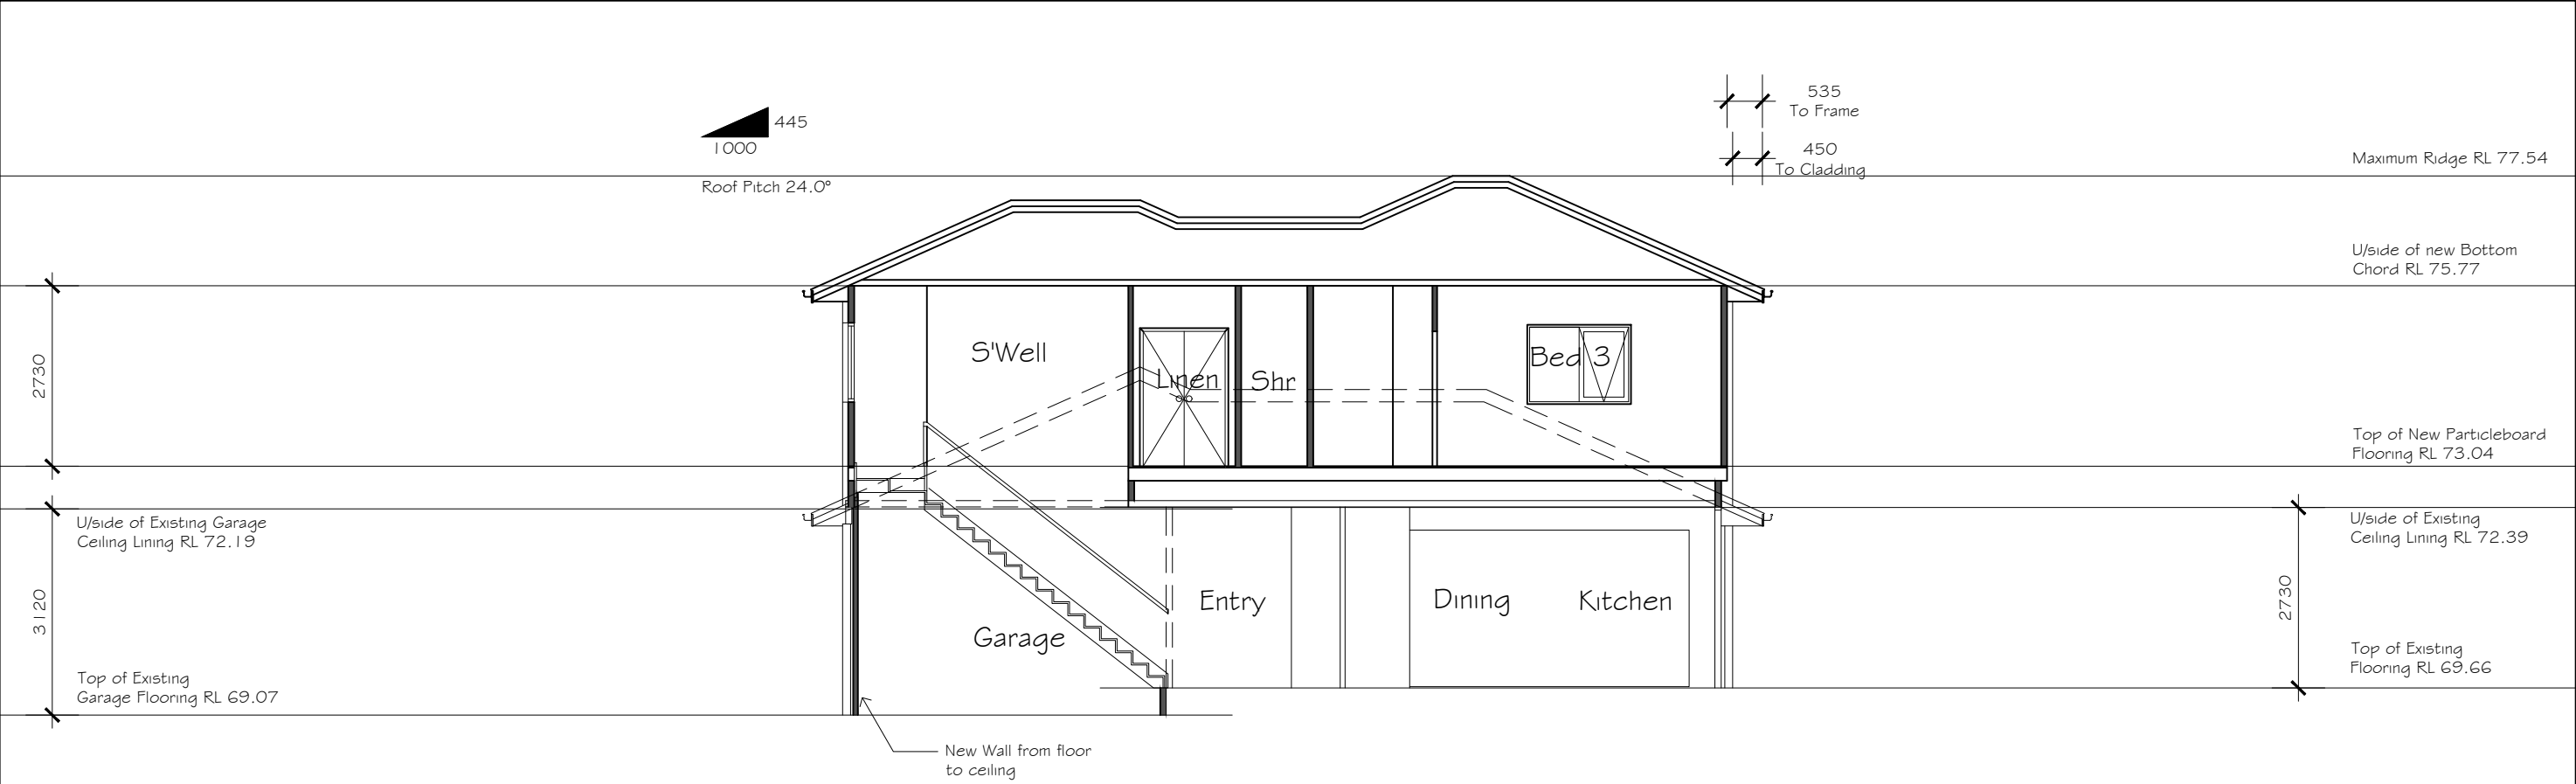 535
To Frame
445
1000
450
To Cladding
Maximum Ridge RL 77.54
Roof Pitch 24.0°
U/side of new Bottom
Chord RL 75.77
2730
S'Well
Linen
Shr
Bed 3
Top of New Particleboard
Flooring RL 73.04
U/side of Existing Garage
Ceiling Lining RL 72.19
U/side of Existing
Ceiling Lining RL 72.39
3120
Entry
Dining
Kitchen
2730
Garage
Top of Existing
Garage Flooring RL 69.07
Top of Existing
Flooring RL 69.66
New Wall from floor
to ceiling